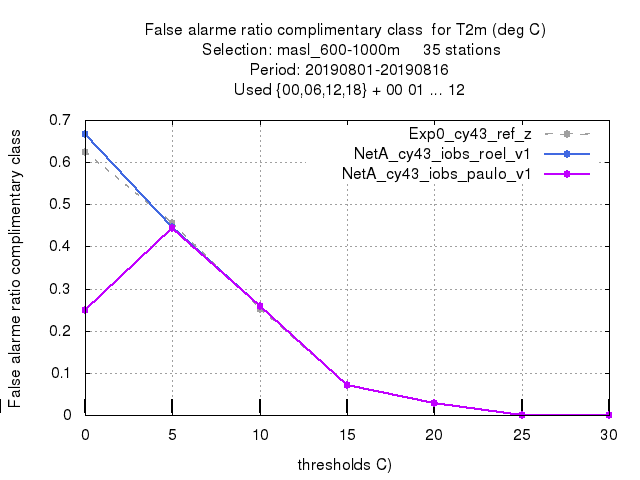 False alarme ratio complimentary class  for T2m (deg C)
Selection: masl_600-1000m     35 stations
Period: 20190801-20190816
Used {00,06,12,18} + 00 01 ... 12
False alarme ratio complimentary class
0.7
0.6
0.5
0.4
0.3
0.2
0.1
0
Exp0_cy43_ref_z
NetA_cy43_iobs_roel_v1
NetA_cy43_iobs_paulo_v1
0 5 10 15 20 25 30
thresholds C)